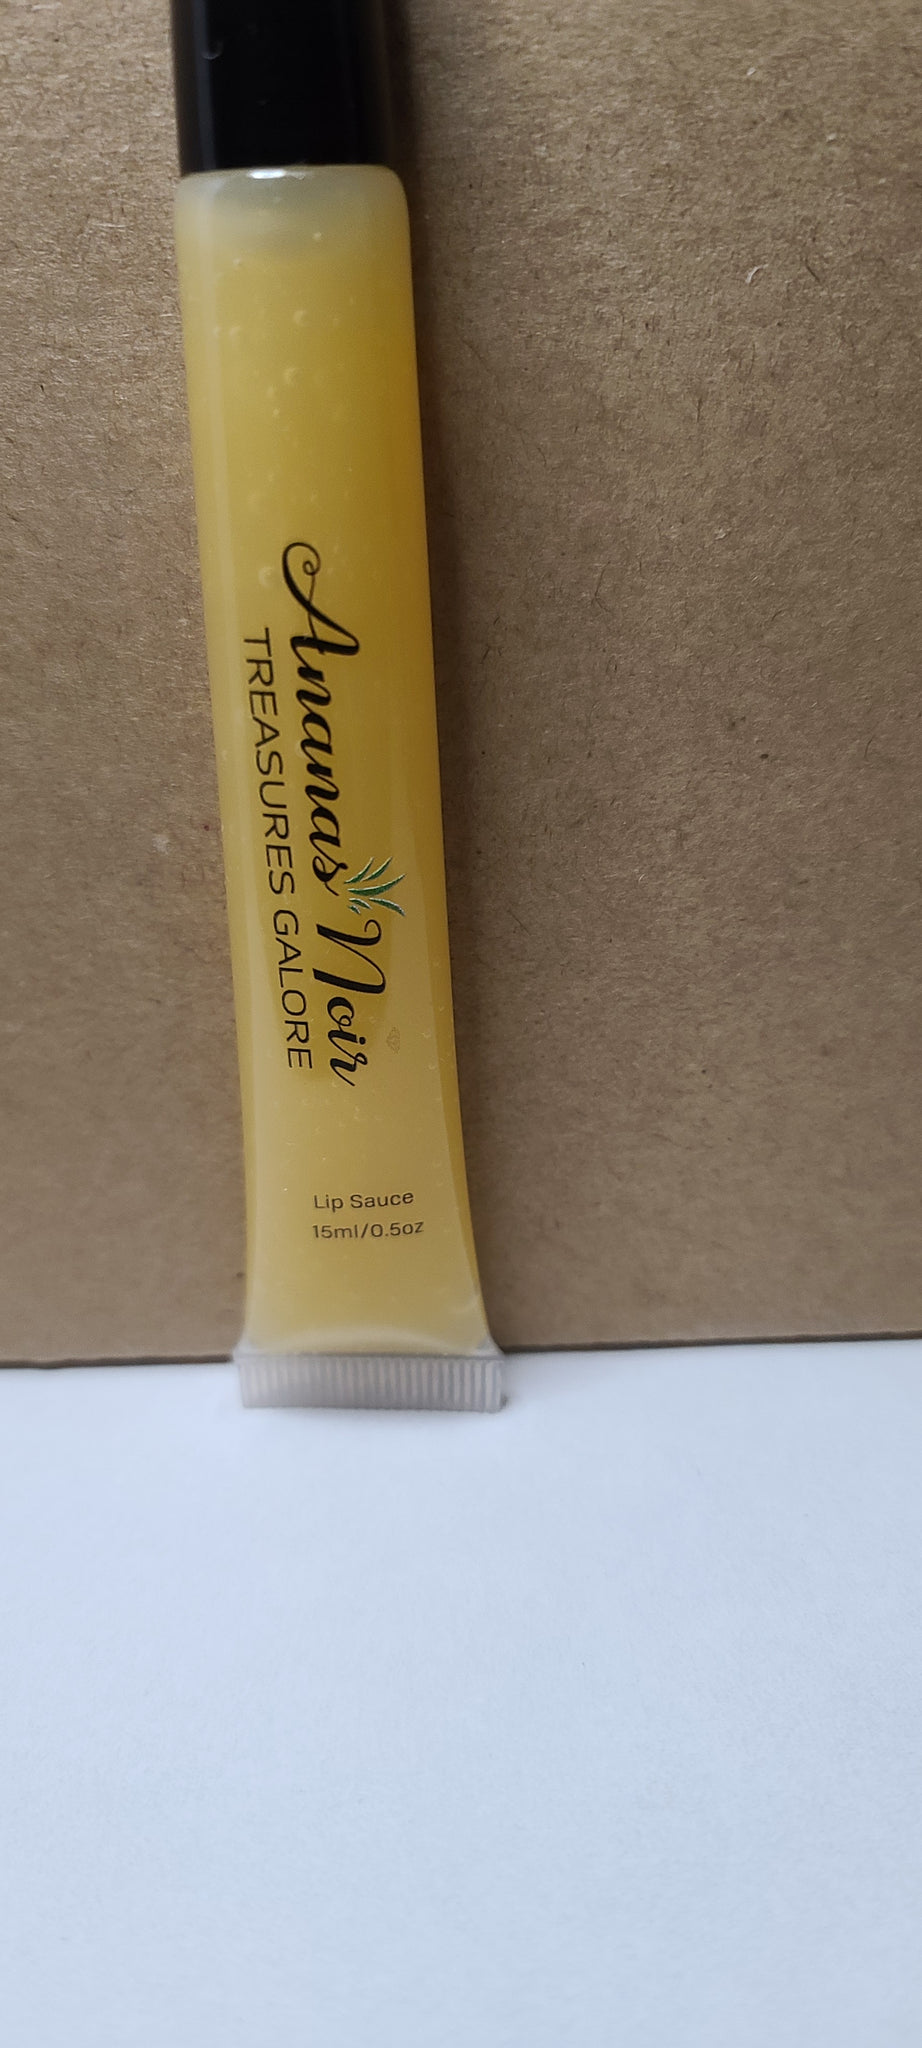 Ananas Noir
TREASURES GALORE
Lip Sauce
15ml/0.5oz